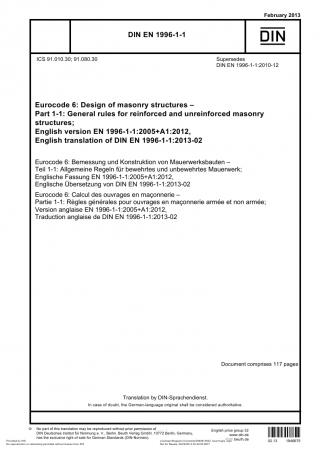 February 2013
DIN EN 1996-1-1
DIN
ICS 91.010.30; 91.080.30
Supersedes
DIN EN 1996-1-1:2010-12
Eurocode 6: Design of masonry structures –
Part 1-1: General rules for reinforced and unreinforced masonry
structures;
English version EN 1996-1-1:2005+A1:2012,
English translation of DIN EN 1996-1-1:2013-02
Eurocode 6: Bemessung und Konstruktion von Mauerwerksbauten –
Teil 1-1: Allgemeine Regeln für bewehrtes und unbewehrtes Mauerwerk;
Englische Fassung EN 1996-1-1:2005+A1:2012,
Englische Übersetzung von DIN EN 1996-1-1:2013-02
Eurocode 6: Calcul des ouvrages en maçonnerie –
Partie 1-1: Règles générales pour ouvrages en maçonnerie armée et non armée;
Version anglaise EN 1996-1-1:2005+A1:2012,
Traduction anglaise de DIN EN 1996-1-1:2013-02
Document comprises 117 pages
Translation by DIN-Sprachendienst.
In case of doubt, the German-language original shall be considered authoritative.
© No part of this translation may be reproduced without prior permission of
DIN Deutsches Institut für Normung e. V., Berlin. Beuth Verlag GmbH, 10772 Berlin, Germany,
has the exclusive right of sale for German Standards (DIN-Normen).
English price group 32
www.din.de
www.beuth.de
02.13